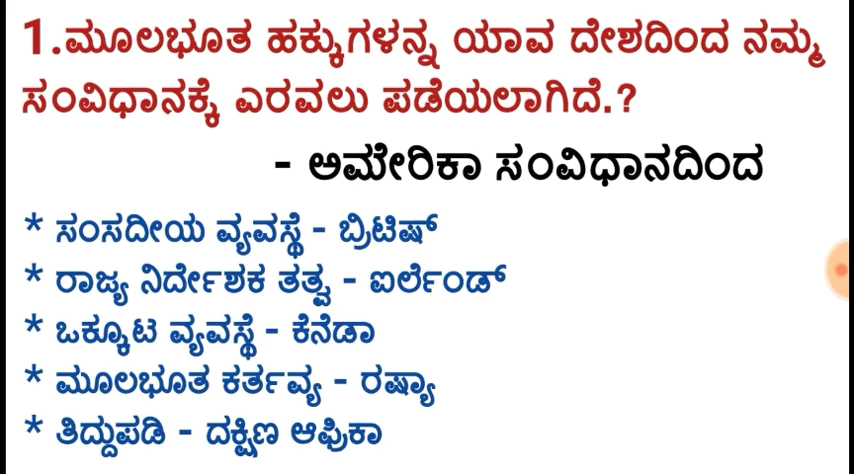 1.ಮೂಲಭೂತ ಹಕ್ಕುಗಳನ್ನ ಯಾವ ದೇಶದಿಂದ ನಮ್ಮ
ಸಂವಿಧಾನಕ್ಕೆ ಎರವಲು ಪಡೆಯಲಾಗಿದೆ.?
- ಅಮೇರಿಕಾ ಸಂವಿಧಾನದಿಂದ
* ಸಂಸದೀಯ ವ್ಯವಸ್ಥೆ - ಬ್ರಿಟಿಷ್
* ರಾಜ್ಯ ನಿರ್ದೇಶಕ ತತ್ವ - ಐರ್ಲೆಂಡ್
* ಒಕ್ಕೂಟ ವ್ಯವಸ್ಥೆ - ಕೆನೆಡಾ
* ಮೂಲಭೂತ ಕರ್ತವ್ಯ - ರಷ್ಯಾ
* ತಿದ್ದುಪಡಿ - ದಕ್ಷಿಣ ಆಫ್ರಿಕಾ